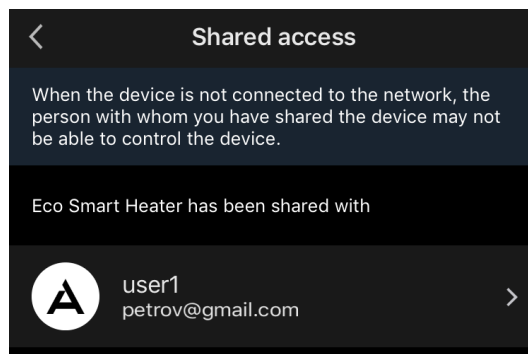 Shared access
When the device is not connected to the network, the
person with whom you have shared the device may not
be able to control the device.
Eco Smart Heater has been shared with
user1
petrov@gmail.com